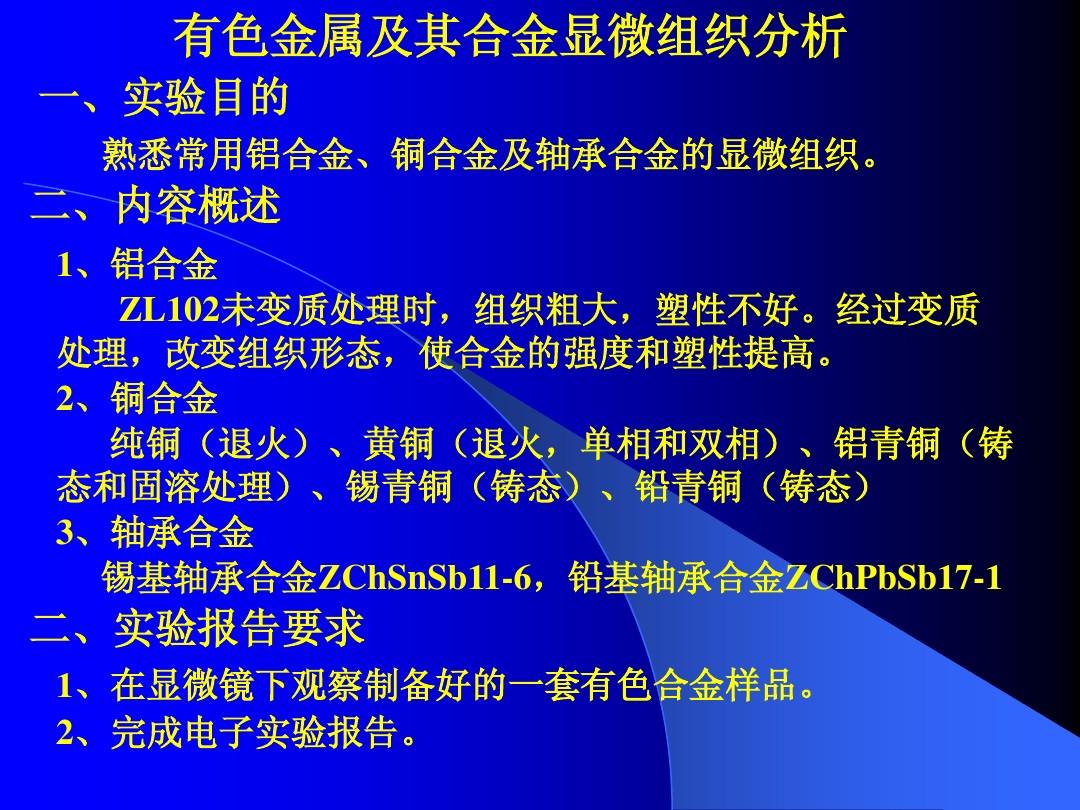 有色金属及其合金显微组织分析
一、实验目的
熟悉常用铝合金、铜合金及轴承合金的显微组织。
二、内容概述
1、铝合金
ZL102未变质处理时，组织粗大，塑性不好。经过变质
处理，改变组织形态，使合金的强度和塑性提高。
2、铜合金
纯铜（退火）、黄铜（退火，单相和双相）、铝青铜（铸
态和固溶处理）、锡青铜（铸态）、铅青铜（铸态）
3、轴承合金
锡基轴承合金ZChSnSb11-6，铅基轴承合金ZChPbSb17-1
二、实验报告要求
1、在显微镜下观察制备好的一套有色合金样品。
2、完成电子实验报告。